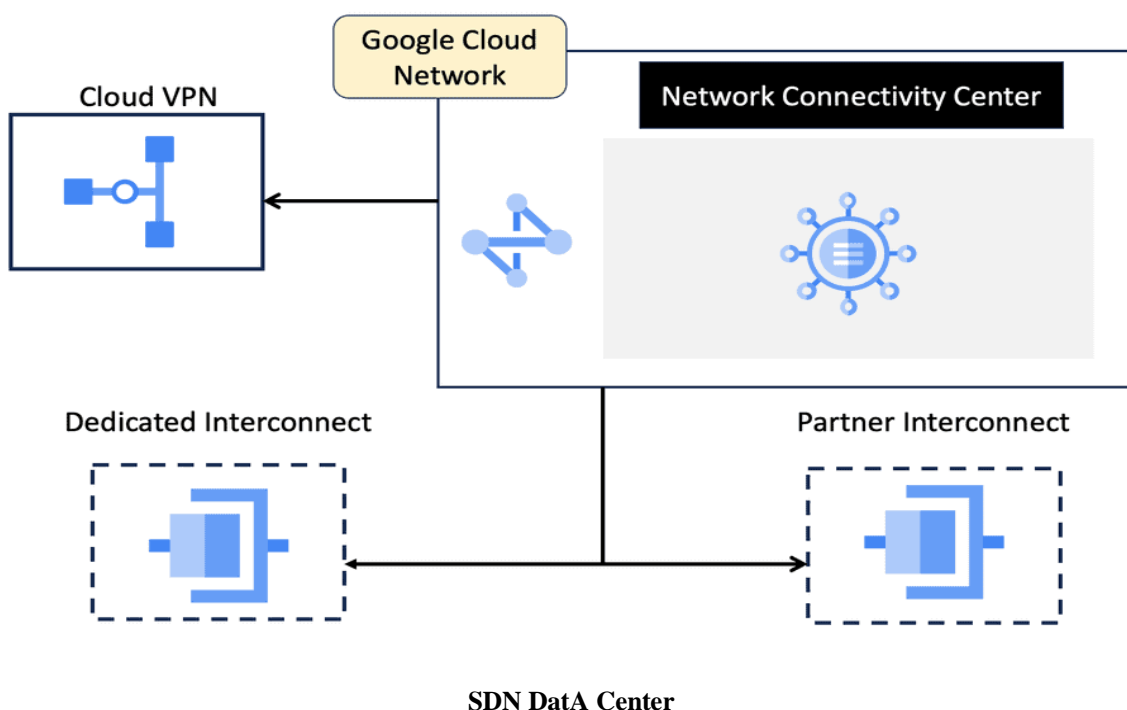 Google Cloud
Network
Cloud VPN
Network Connectivity Center
Dedicated Interconnect
Partner Interconnect
SDN DatA Center